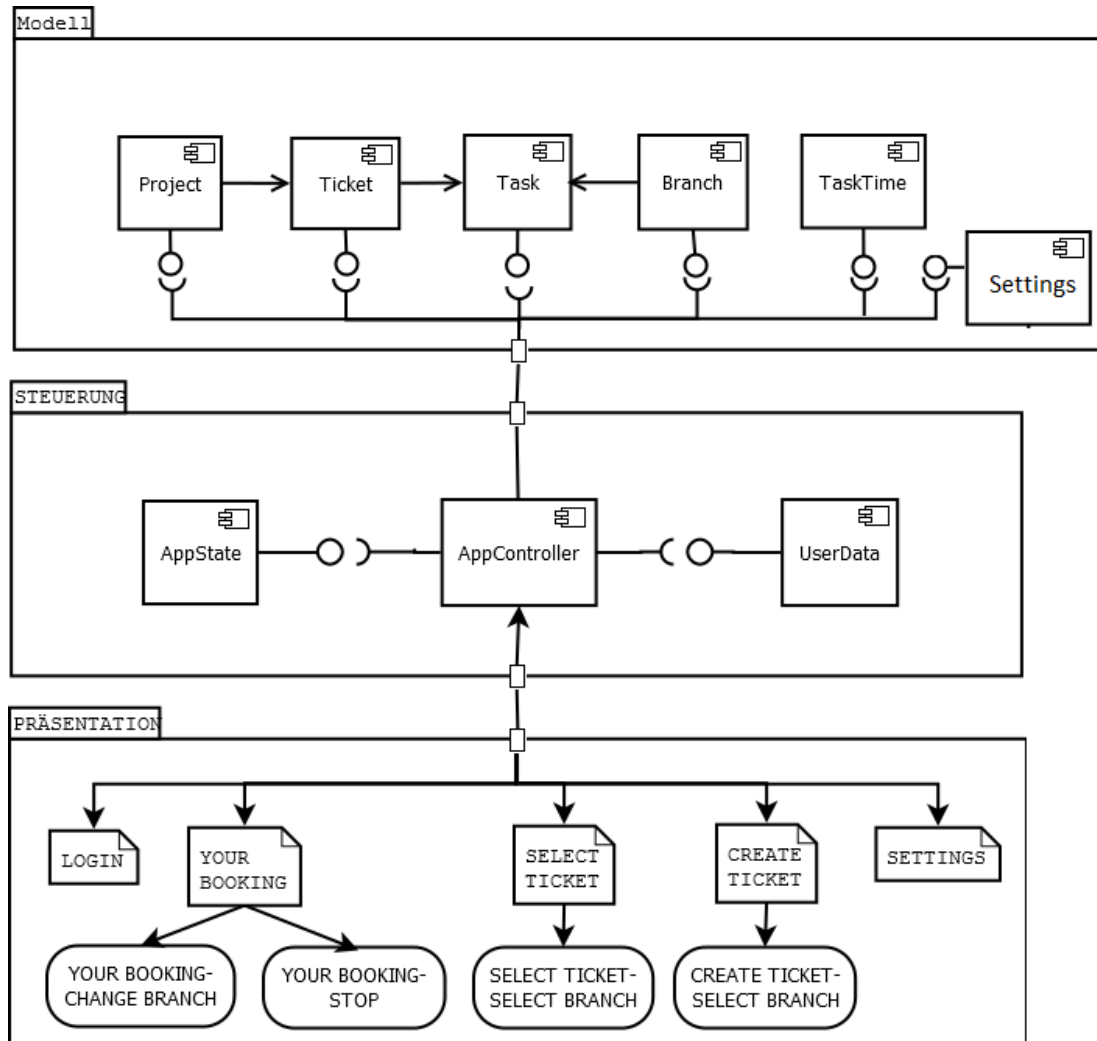 Modell
Project
Ticket
Task
Branch
TaskTime
Settings
STEUERUNG
AppState
AppController
UserData
PRÄSENTATION
LOGIN
YOUR
BOOKING
SELECT
TICKET
CREATE
TICKET
SETTINGS
YOUR BOOKING-
CHANGE BRANCH
YOUR BOOKING-
STOP
SELECT TICKET-
SELECT BRANCH
CREATE TICKET-
SELECT BRANCH